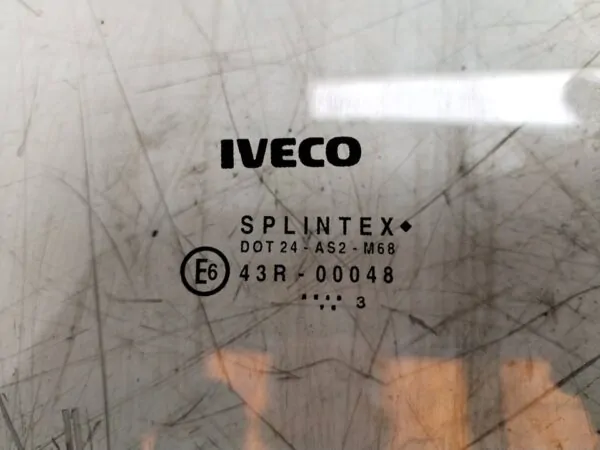 IVECO
SPLINTEX
DOT 24 - AS2 - M68
E6 43R - 00048
3